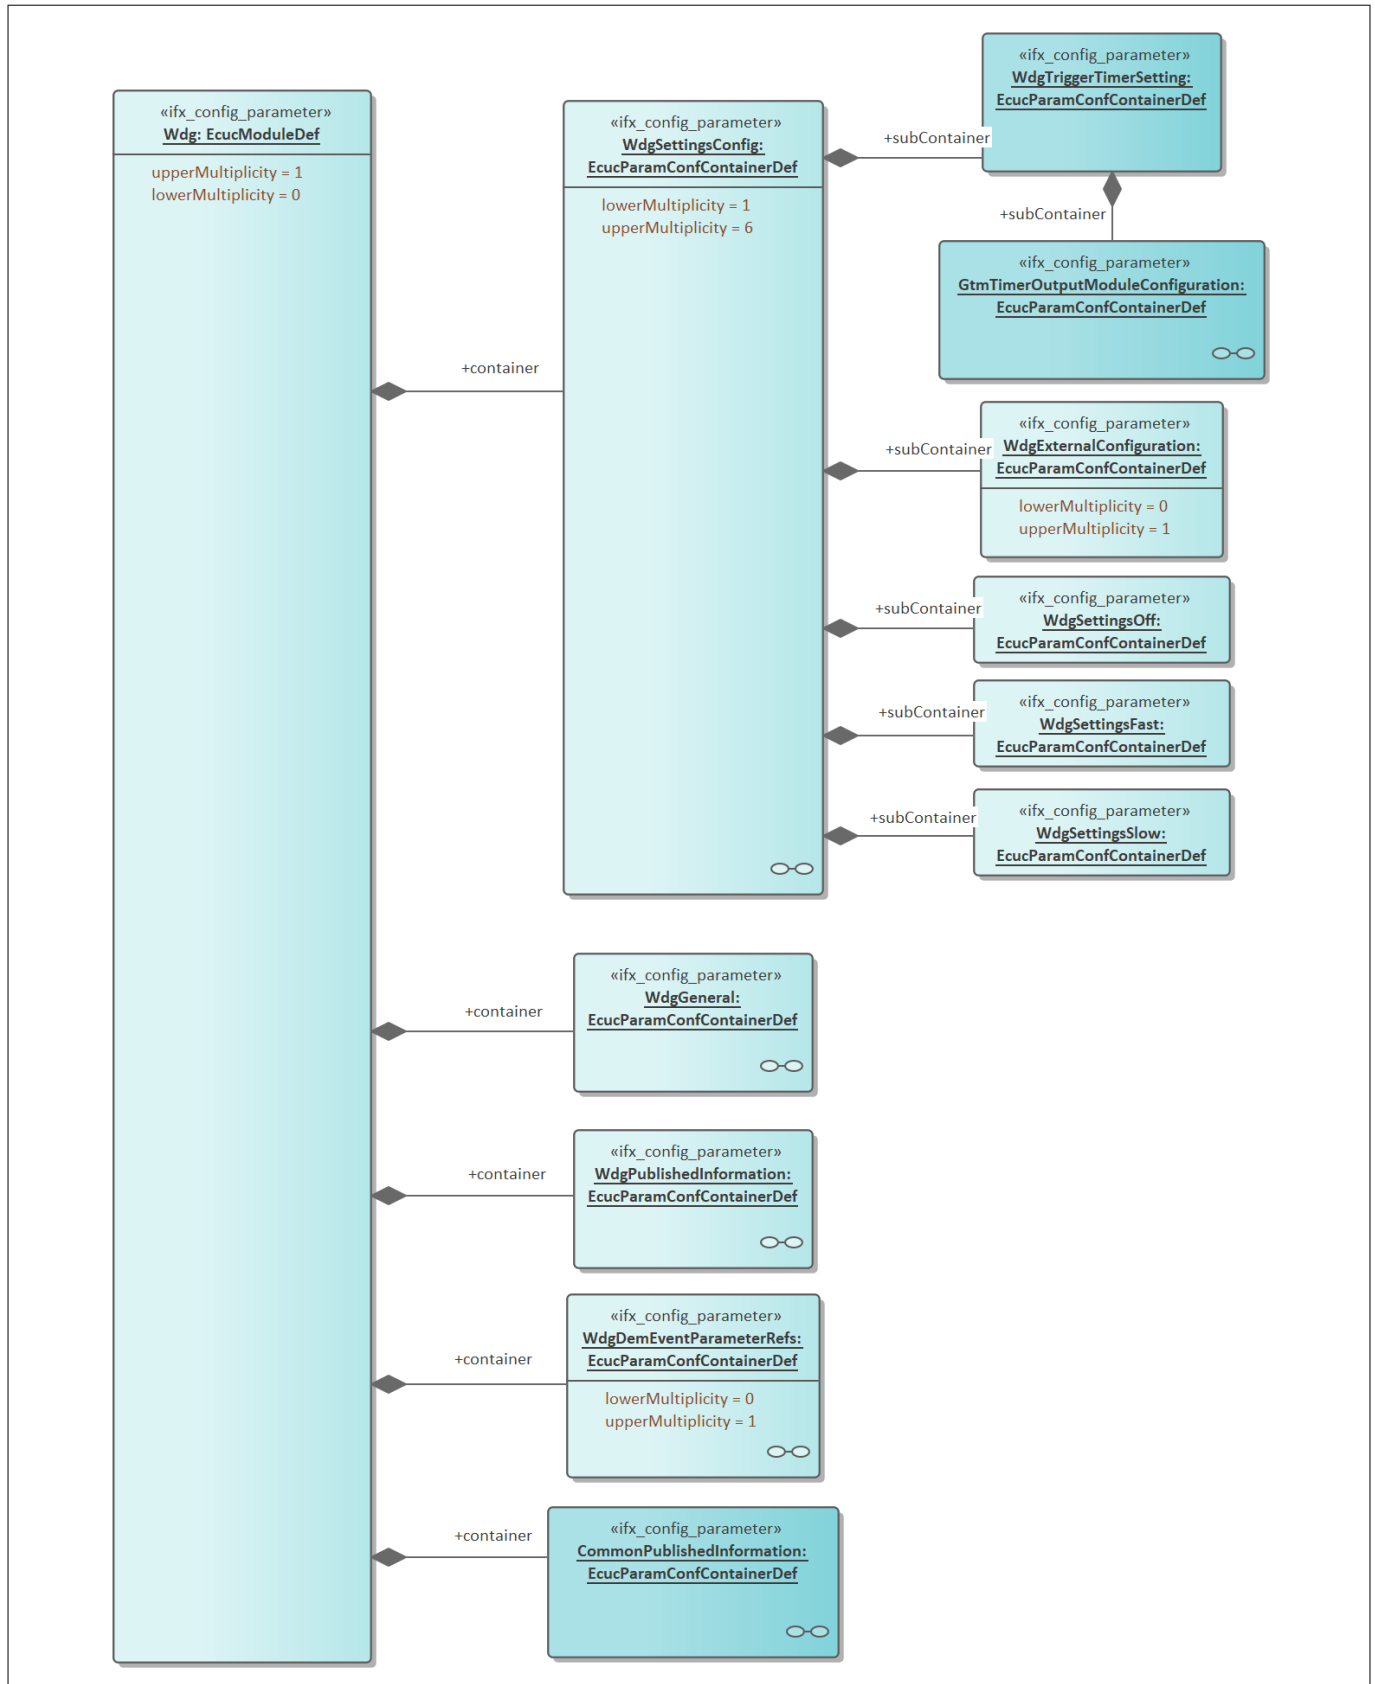 «ifx_config_parameter»
Wdg: EcucModuleDef
upperMultiplicity = 1
lowerMultiplicity = 0
+container
«ifx_config_parameter»
WdgSettingsConfig:
EcucParamConfContainerDef
lowerMultiplicity = 1
upperMultiplicity = 6
+subContainer
«ifx_config_parameter»
WdgTriggerTimerSetting:
EcucParamConfContainerDef
+subContainer
«ifx_config_parameter»
GtmTimerOutputModuleConfiguration:
EcucParamConfContainerDef
+subContainer
«ifx_config_parameter»
WdgExternalConfiguration:
EcucParamConfContainerDef
lowerMultiplicity = 0
upperMultiplicity = 1
+subContainer
«ifx_config_parameter»
WdgSettingsOff:
EcucParamConfContainerDef
+subContainer
«ifx_config_parameter»
WdgSettingsFast:
EcucParamConfContainerDef
+subContainer
«ifx_config_parameter»
WdgSettingsSlow:
EcucParamConfContainerDef
+container
«ifx_config_parameter»
WdgGeneral:
EcucParamConfContainerDef
+container
«ifx_config_parameter»
WdgPublishedInformation:
EcucParamConfContainerDef
+container
«ifx_config_parameter»
WdgDemEventParameterRefs:
EcucParamConfContainerDef
lowerMultiplicity = 0
upperMultiplicity = 1
+container
«ifx_config_parameter»
CommonPublishedInformation:
EcucParamConfContainerDef